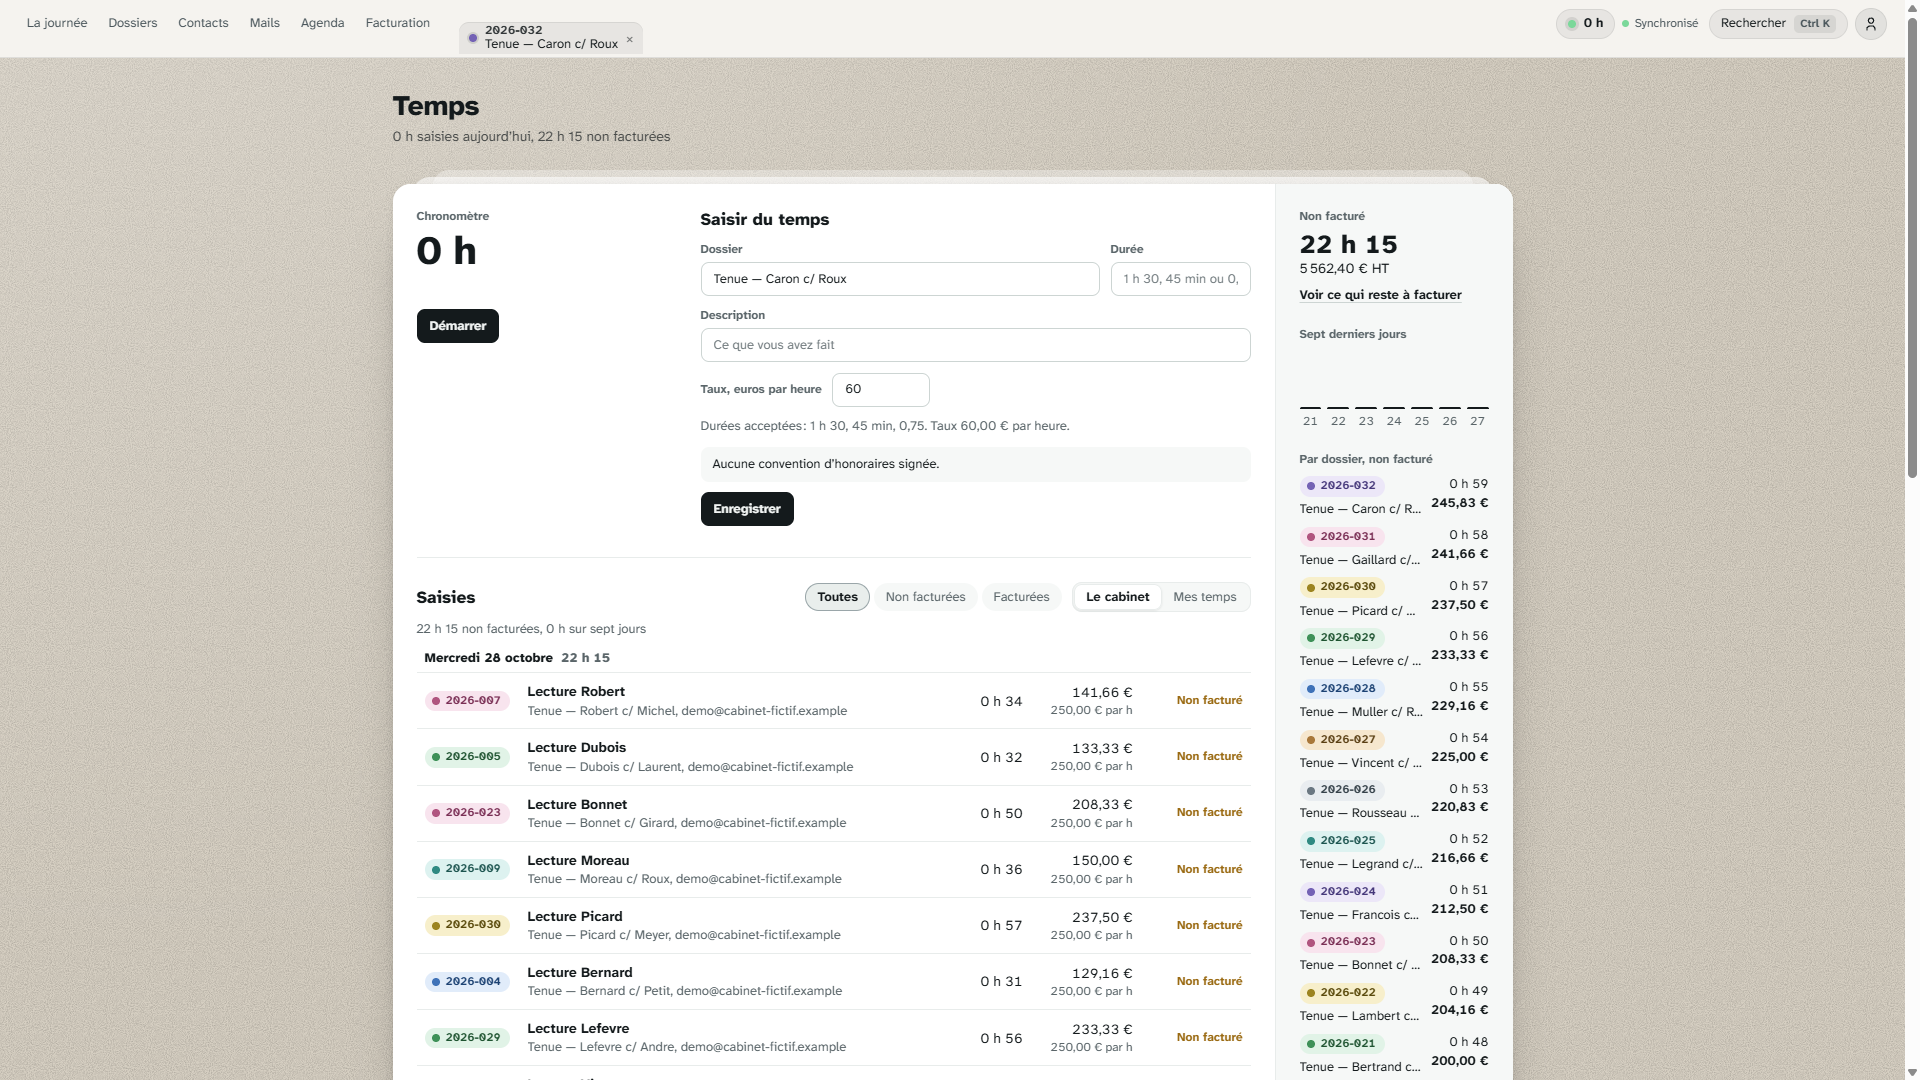 La journée Dossiers Contacts Mails Agenda Facturation
2026-032
Tenue — Caron c/ Roux ×
0 h Synchronisé Rechercher Ctrl K
Temps
0 h saisies aujourd'hui, 22 h 15 non facturées
Chronomètre
0 h
Démarrer
Saisir du temps
Dossier Durée
Tenue — Caron c/ Roux 1 h 30, 45 min ou 0,
Description
Ce que vous avez fait
Taux, euros par heure 60
Durées acceptées : 1 h 30, 45 min, 0,75. Taux 60,00 € par heure.
Aucune convention d'honoraires signée.
Enregistrer
Saisies Toutes Non facturées Facturées Le cabinet Mes temps
22 h 15 non facturées, 0 h sur sept jours
Mercredi 28 octobre 22 h 15
2026-007 Lecture Robert 0 h 34 141,66 € Non facturé
Tenue — Robert c/ Michel, demo@cabinet-fictif.example 250,00 € par h
2026-005 Lecture Dubois 0 h 32 133,33 € Non facturé
Tenue — Dubois c/ Laurent, demo@cabinet-fictif.example 250,00 € par h
2026-023 Lecture Bonnet 0 h 50 208,33 € Non facturé
Tenue — Bonnet c/ Girard, demo@cabinet-fictif.example 250,00 € par h
2026-009 Lecture Moreau 0 h 36 150,00 € Non facturé
Tenue — Moreau c/ Roux, demo@cabinet-fictif.example 250,00 € par h
2026-030 Lecture Picard 0 h 57 237,50 € Non facturé
Tenue — Picard c/ Meyer, demo@cabinet-fictif.example 250,00 € par h
2026-004 Lecture Bernard 0 h 31 129,16 € Non facturé
Tenue — Bernard c/ Petit, demo@cabinet-fictif.example 250,00 € par h
2026-029 Lecture Lefevre 0 h 56 233,33 € Non facturé
Tenue — Lefevre c/ Andre, demo@cabinet-fictif.example 250,00 € par h
Non facturé
22 h 15
5 562,40 € HT
Voir ce qui reste à facturer
Sept derniers jours
21 22 23 24 25 26 27
Par dossier, non facturé
2026-032 0 h 59
Tenue — Caron c/ R... 245,83 €
2026-031 0 h 58
Tenue — Gaillard c/... 241,66 €
2026-030 0 h 57
Tenue — Picard c/ ... 237,50 €
2026-029 0 h 56
Tenue — Lefevre c/ ... 233,33 €
2026-028 0 h 55
Tenue — Muller c/ R... 229,16 €
2026-027 0 h 54
Tenue — Vincent c/ ... 225,00 €
2026-026 0 h 53
Tenue — Rousseau ... 220,83 €
2026-025 0 h 52
Tenue — Legrand c/... 216,66 €
2026-024 0 h 51
Tenue — Francois c... 212,50 €
2026-023 0 h 50
Tenue — Bonnet c/ ... 208,33 €
2026-022 0 h 49
Tenue — Lambert c... 204,16 €
2026-021 0 h 48
Tenue — Bertrand c... 200,00 €